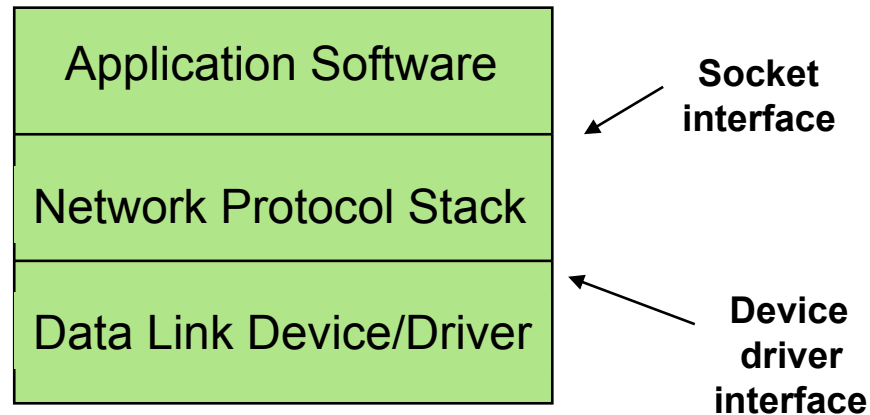 Application Software
Socket
interface
Network Protocol Stack
Data Link Device/Driver
Device
driver
interface